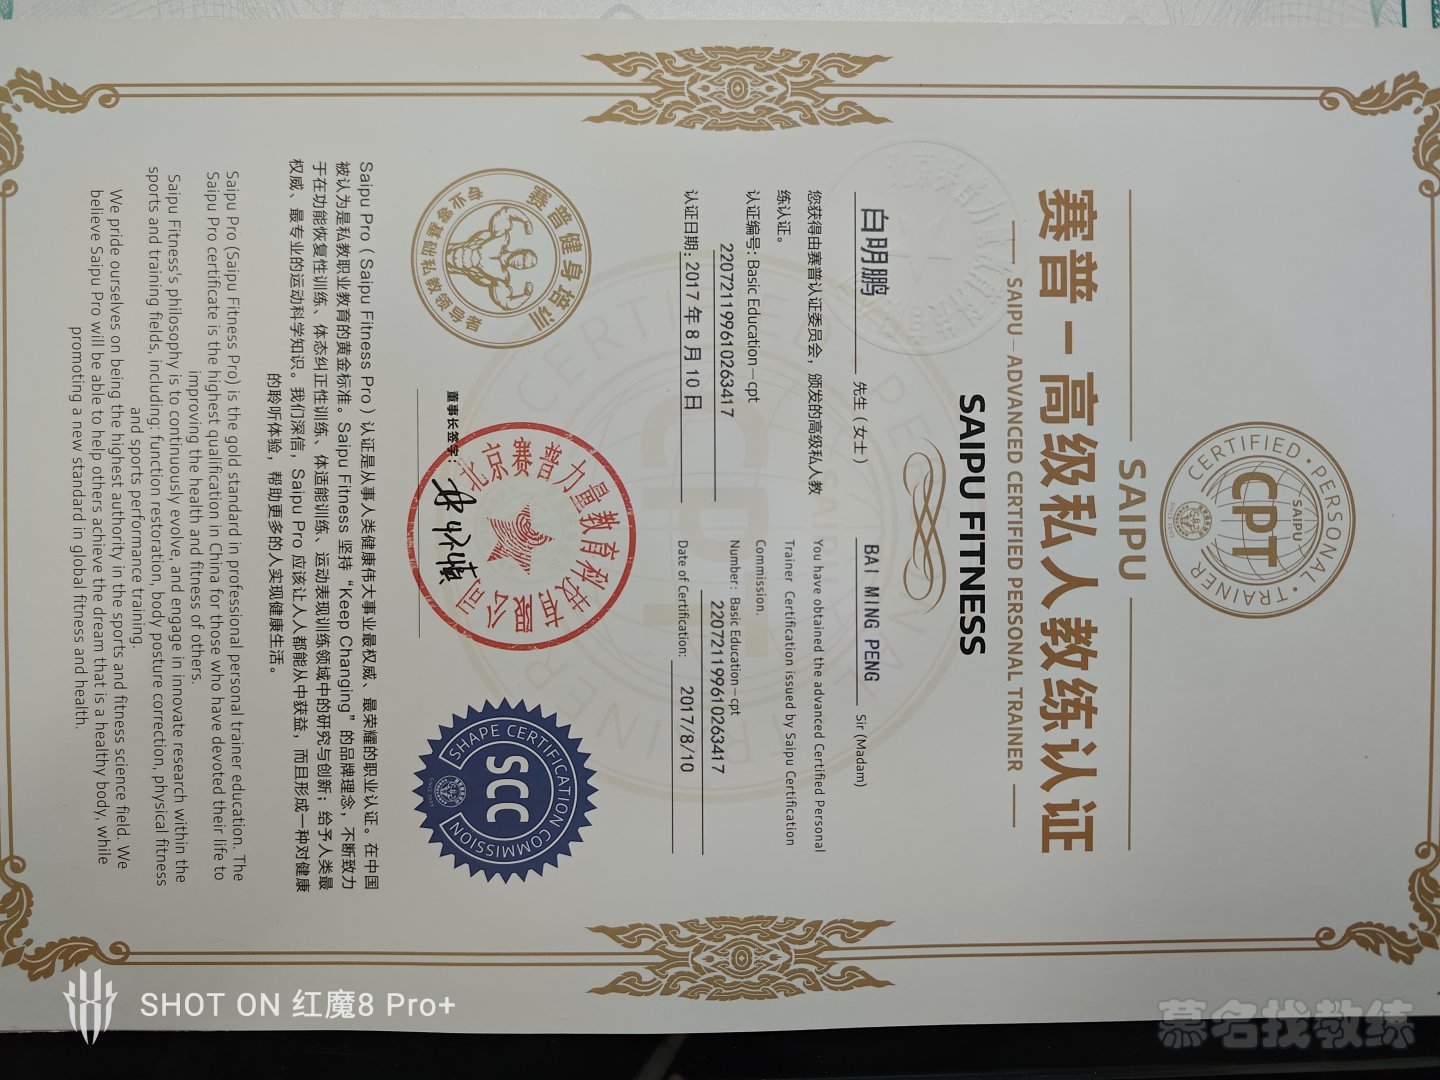 CERTIFIED · PERSONAL · TRAINER ·
SAIPU
CPT
SAIPU
赛普－高级私人教练认证
SAIPU－ADVANCED CERTIFIED PERSONAL TRAINER
SAIPU FITNESS
白明鹏 先生（女士）
您获得由赛普认证委员会，颁发的高级私人教
练认证。
认证编号: Basic Education－cpt
220721199610263417
认证日期: 2017 年 8 月 10 日
BAI MING PENG Sir (Madam)
You have obtained the advanced Certified Personal
Trainer Certification issued by Saipu Certification
Commission.
Number: Basic Education－cpt
220721199610263417
Date of Certification: 2017/8/10
赛普健身培训
董事长签字：
北京赛普力量教育科技有限公司
SHAPE CERTIFICATION COMMISSION
SCC
Saipu Pro（Saipu Fitness Pro）认证是从事人类健康伟大事业最权威、最荣耀的职业认证。在中国
被认为是私教职业教育的黄金标准。Saipu Fitness 坚持“Keep Changing”的品牌理念，不断致力
于在功能恢复性训练、体态纠正性训练、体适能训练、运动表现训练领域中的研究与创新；给予人类最
权威、最专业的运动科学知识。我们深信，Saipu Pro 应该让人人都能从中获益，而且形成一种对健康
的聆听体验，帮助更多的人实现健康生活。
Saipu Pro (Saipu Fitness Pro) is the gold standard in professional personal trainer education. The
Saipu Pro certificate is the highest qualification in China for those who have devoted their life to
improving the health and fitness of others.
Saipu Fitness's philosophy is to continuously evolve, and engage in innovate research within the
sports and training fields, including: function restoration, body posture correction, physical fitness
and sports performance training.
We pride ourselves on being the highest authority in the sports and fitness science field. We
believe Saipu Pro will be able to help others achieve the dream that is a healthy body, while
promoting a new standard in global fitness and health.
SHOT ON 红魔8 Pro+
慕名找教练